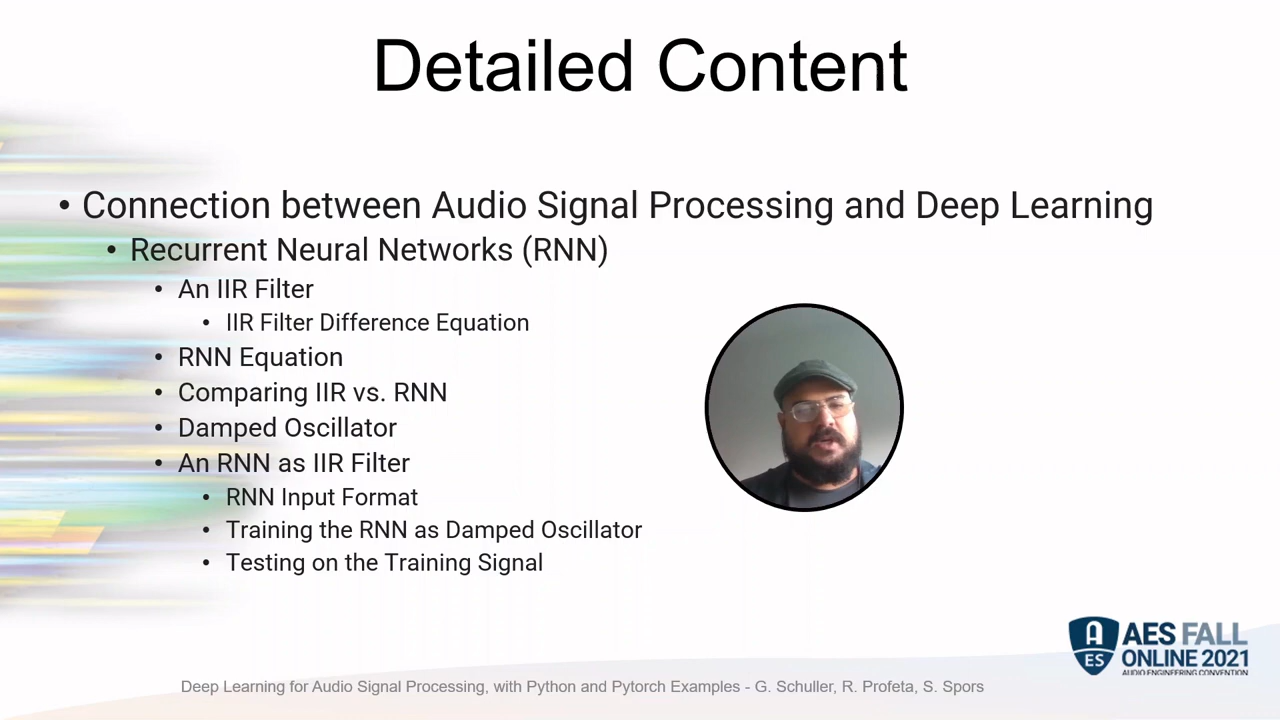 Detailed Content
• Connection between Audio Signal Processing and Deep Learning
• Recurrent Neural Networks (RNN)
• An IIR Filter
• IIR Filter Difference Equation
• RNN Equation
• Comparing IIR vs. RNN
• Damped Oscillator
• An RNN as IIR Filter
• RNN Input Format
• Training the RNN as Damped Oscillator
• Testing on the Training Signal
A
ES
AES FALL
ONLINE 2021
AUDIO ENGINEERING CONVENTION
Deep Learning for Audio Signal Processing, with Python and Pytorch Examples - G. Schuller, R. Profeta, S. Spors